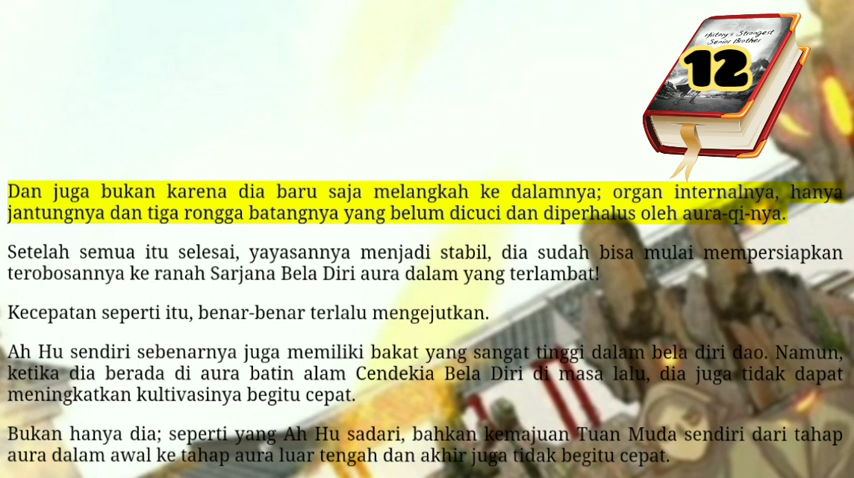 History's Strongest
Senior Brother
12
Dan juga bukan karena dia baru saja melangkah ke dalamnya; organ internalnya, hanya
jantungnya dan tiga rongga batangnya yang belum dicuci dan diperhalus oleh aura-qi-nya.
Setelah semua itu selesai, yayasannya menjadi stabil, dia sudah bisa mulai mempersiapkan
terobosannya ke ranah Sarjana Bela Diri aura dalam yang terlambat!
Kecepatan seperti itu, benar-benar terlalu mengejutkan.
Ah Hu sendiri sebenarnya juga memiliki bakat yang sangat tinggi dalam bela diri dao. Namun,
ketika dia berada di aura batin alam Cendekia Bela Diri di masa lalu, dia juga tidak dapat
meningkatkan kultivasinya begitu cepat.
Bukan hanya dia; seperti yang Ah Hu sadari, bahkan kemajuan Tuan Muda sendiri dari tahap
aura dalam awal ke tahap aura luar tengah dan akhir juga tidak begitu cepat.